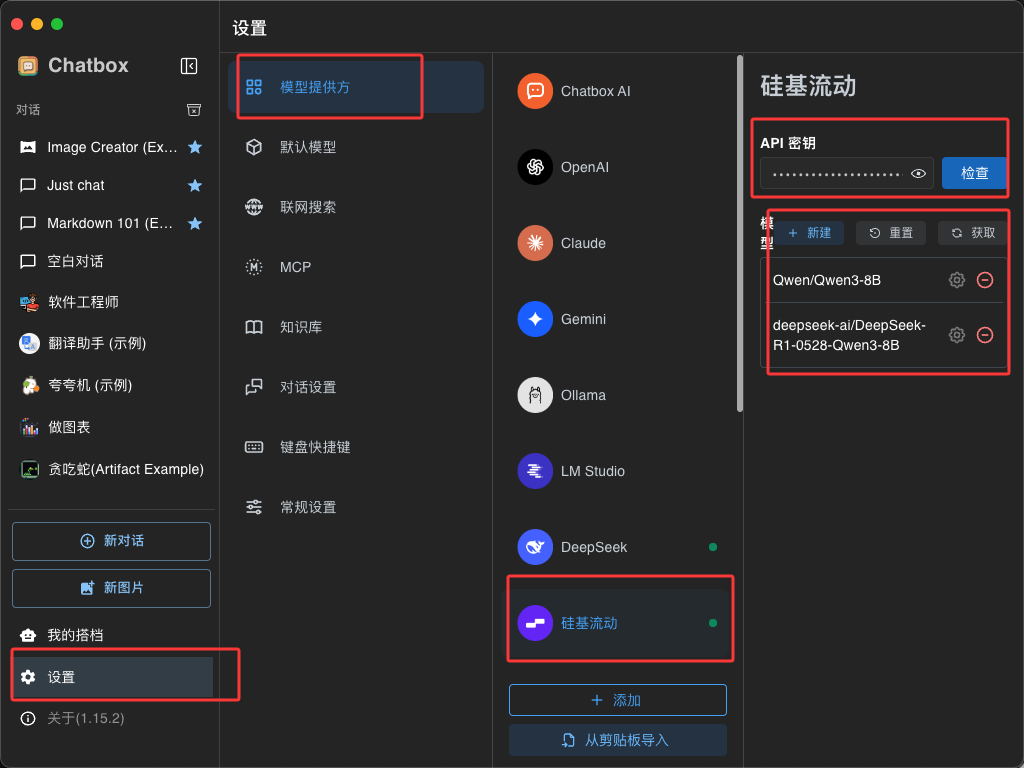 设置
Chatbox
对话
Image Creator (Ex...
Just chat
Markdown 101 (E...
空白对话
软件工程师
翻译助手 (示例)
夸夸机 (示例)
做图表
贪吃蛇(Artifact Example)
新对话
新图片
我的搭档
设置
关于(1.15.2)
模型提供方
默认模型
联网搜索
MCP
知识库
对话设置
键盘快捷键
常规设置
Chatbox AI
OpenAI
Claude
Gemini
Ollama
LM Studio
DeepSeek
硅基流动
添加
从剪贴板导入
硅基流动
API 密钥
检查
模型
新建
重置
获取
Qwen/Qwen3-8B
deepseek-ai/DeepSeek-
R1-0528-Qwen3-8B